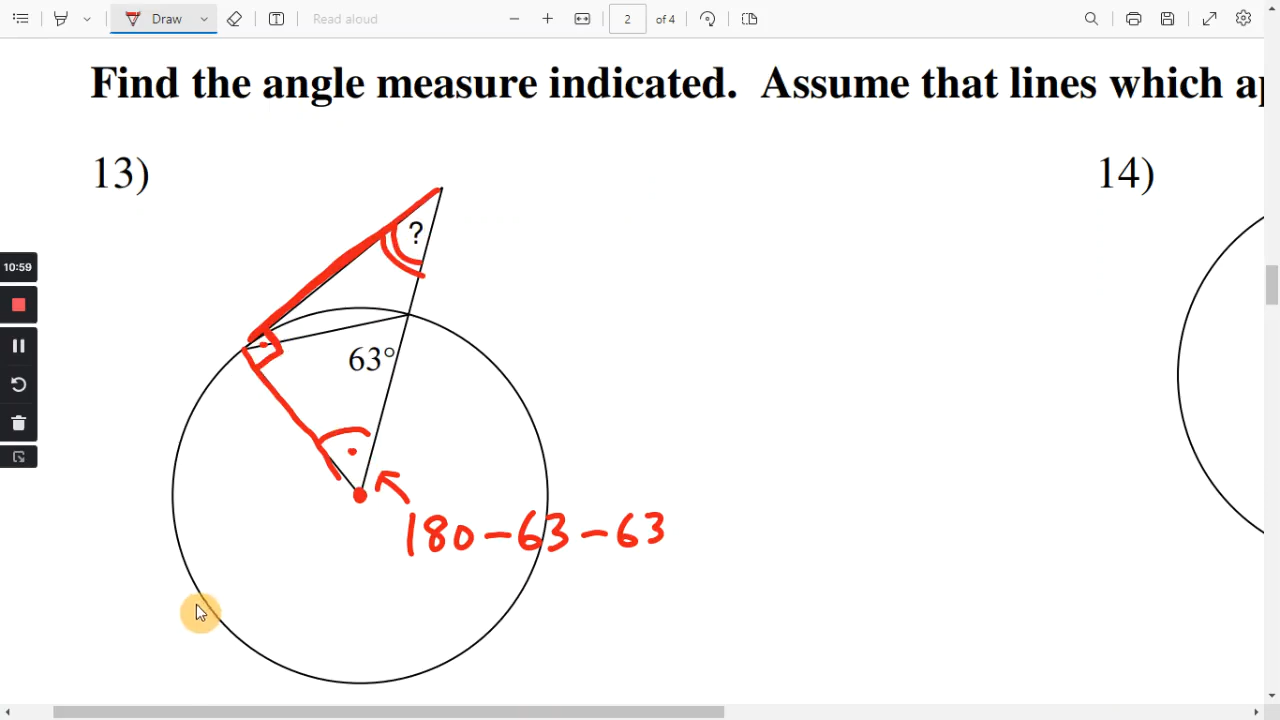 Draw
Read aloud
2
of 4
Find the angle measure indicated. Assume that lines which
13)
14)
?
10:59
63°
180-63-63